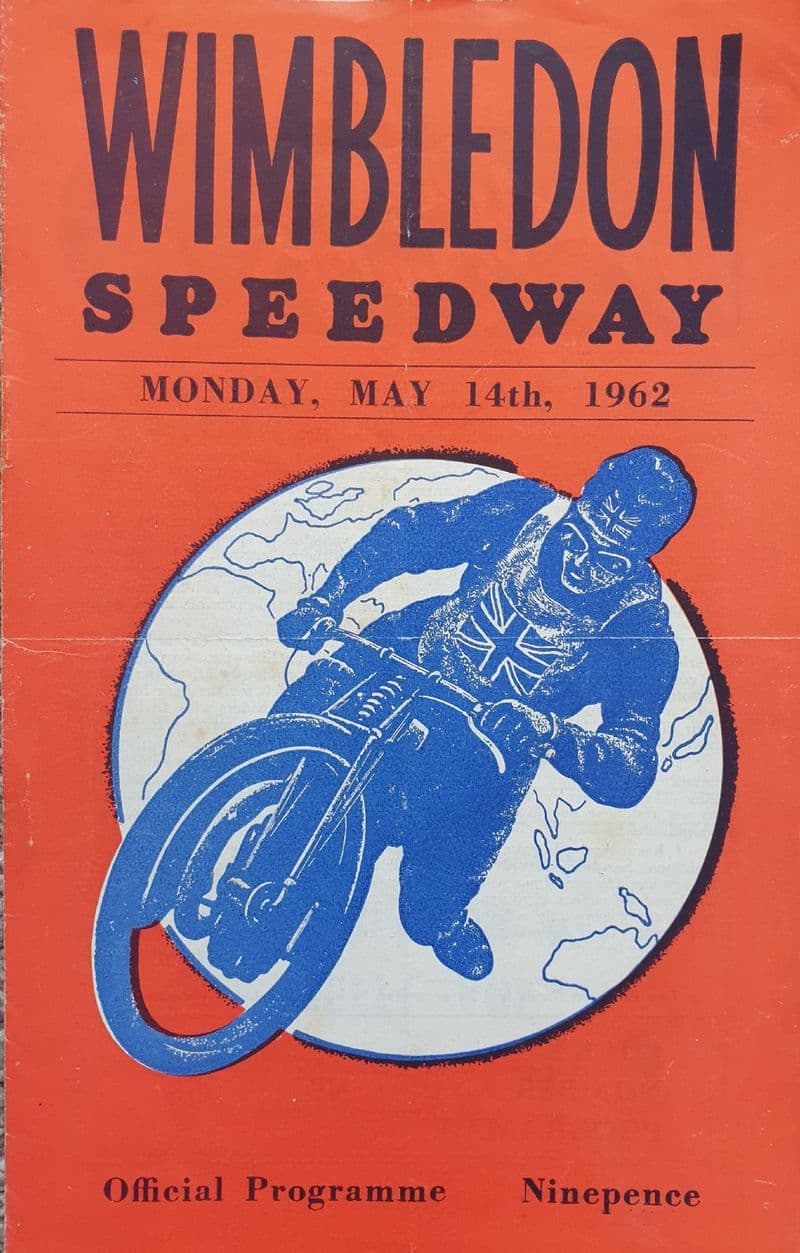 WIMBLEDON
SPEEDWAY
MONDAY, MAY 14th, 1962
Official Programme Ninepence